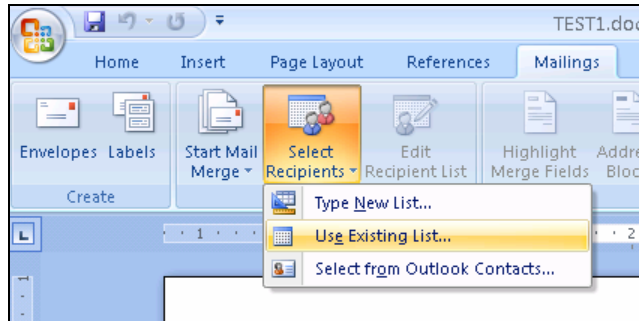 TEST1.doc
Home Insert Page Layout References Mailings
Envelopes Labels Start Mail Merge Select Recipients Edit Recipient List Highlight Merge Fields
Create
Type New List...
L 1 Use Existing List... 2
Select from Outlook Contacts...
1